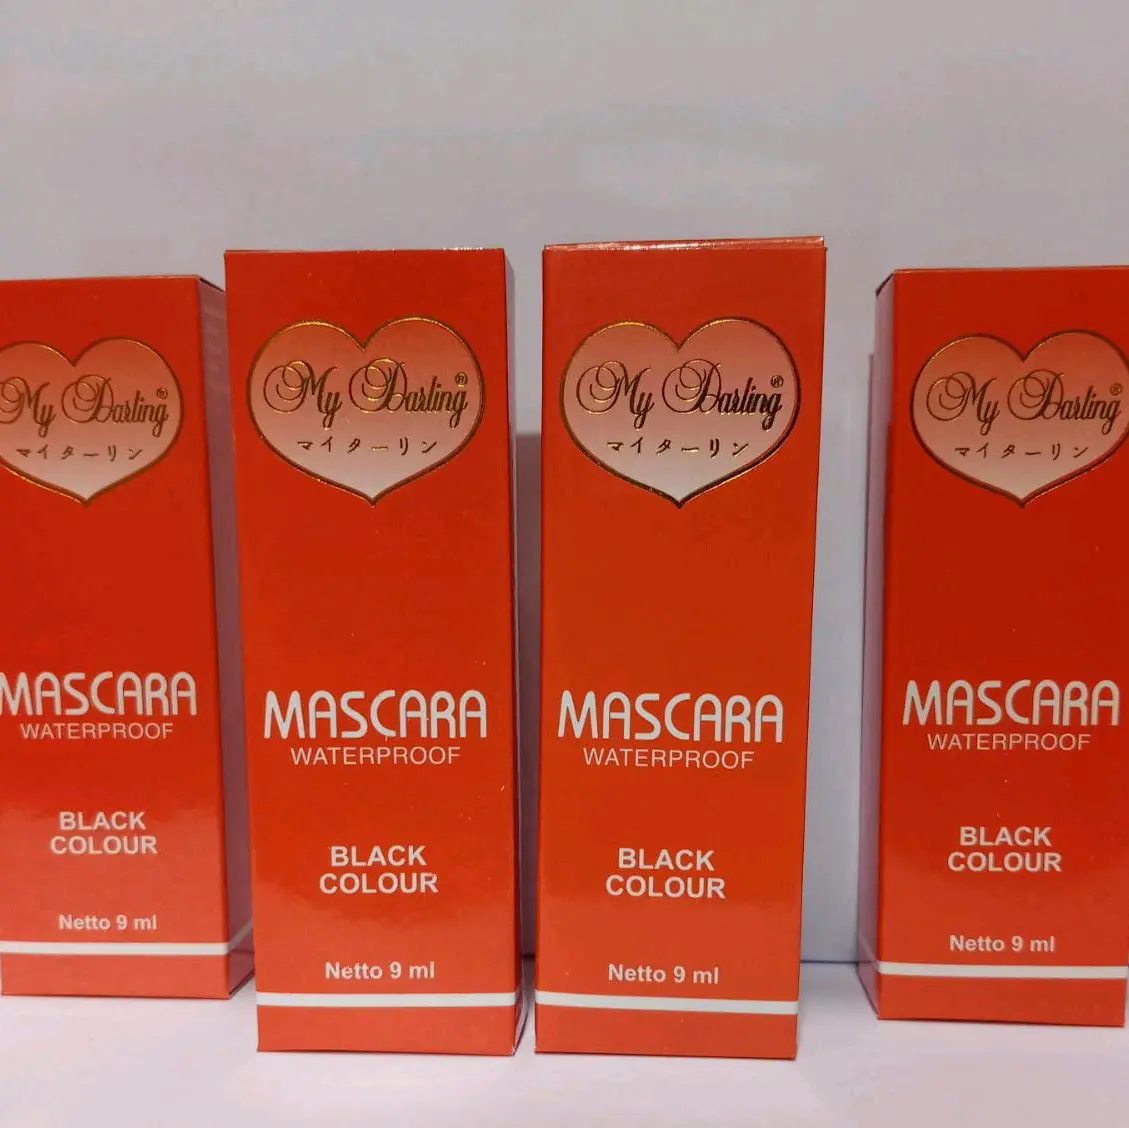 My Darling®
マイターリン
MASCARA
WATERPROOF
BLACK
COLOUR
Netto 9 ml
My Darling®
マイターリン
MASCARA
WATERPROOF
BLACK
COLOUR
Netto 9 ml
My Darling®
マイターリン
MASCARA
WATERPROOF
BLACK
COLOUR
Netto 9 ml
My Darling®
マイターリン
MASCARA
WATERPROOF
BLACK
COLOUR
Netto 9 ml